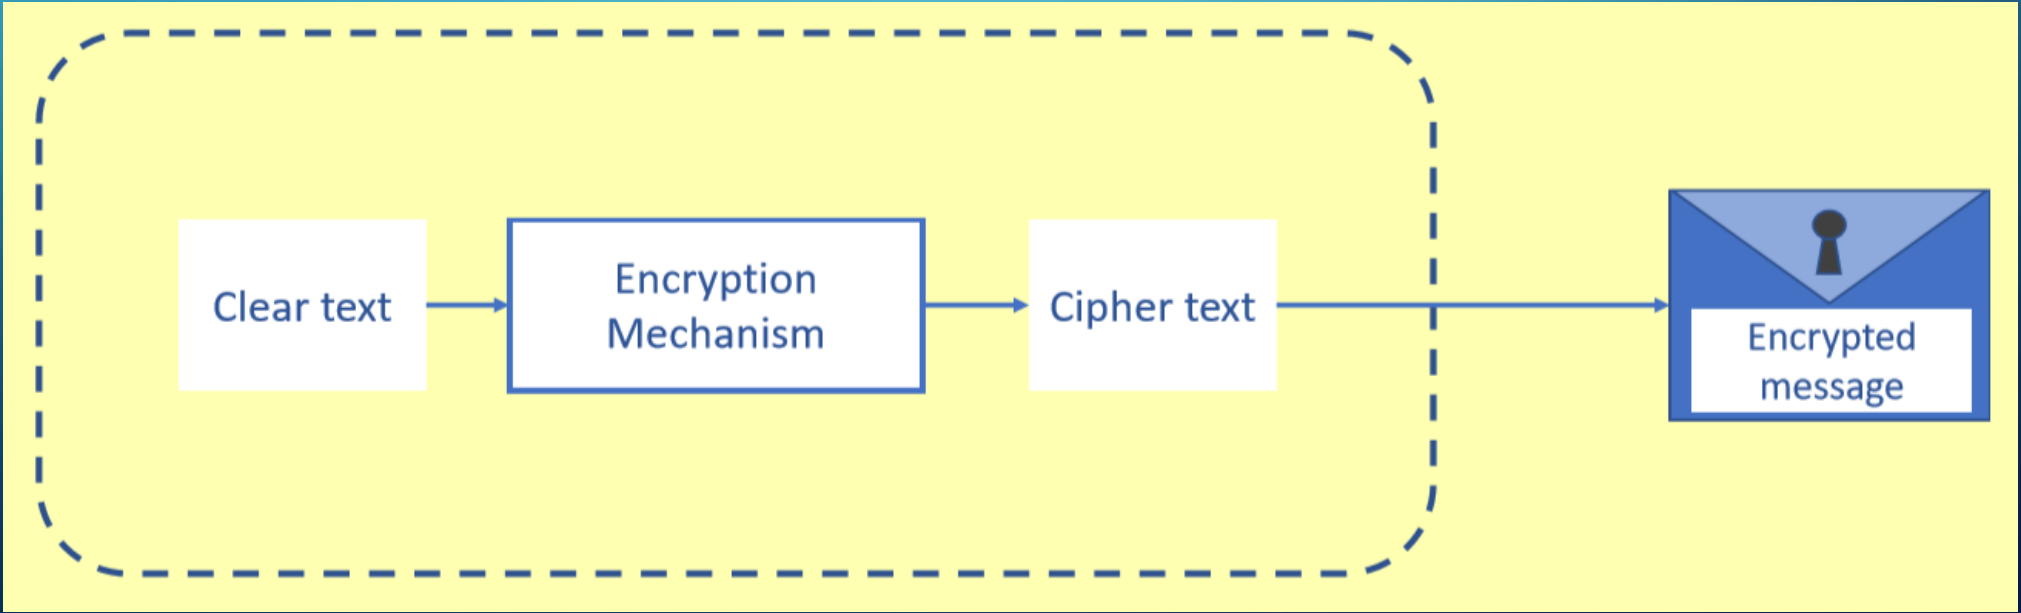 Clear text
Encryption
Mechanism
Cipher text
Encrypted
message